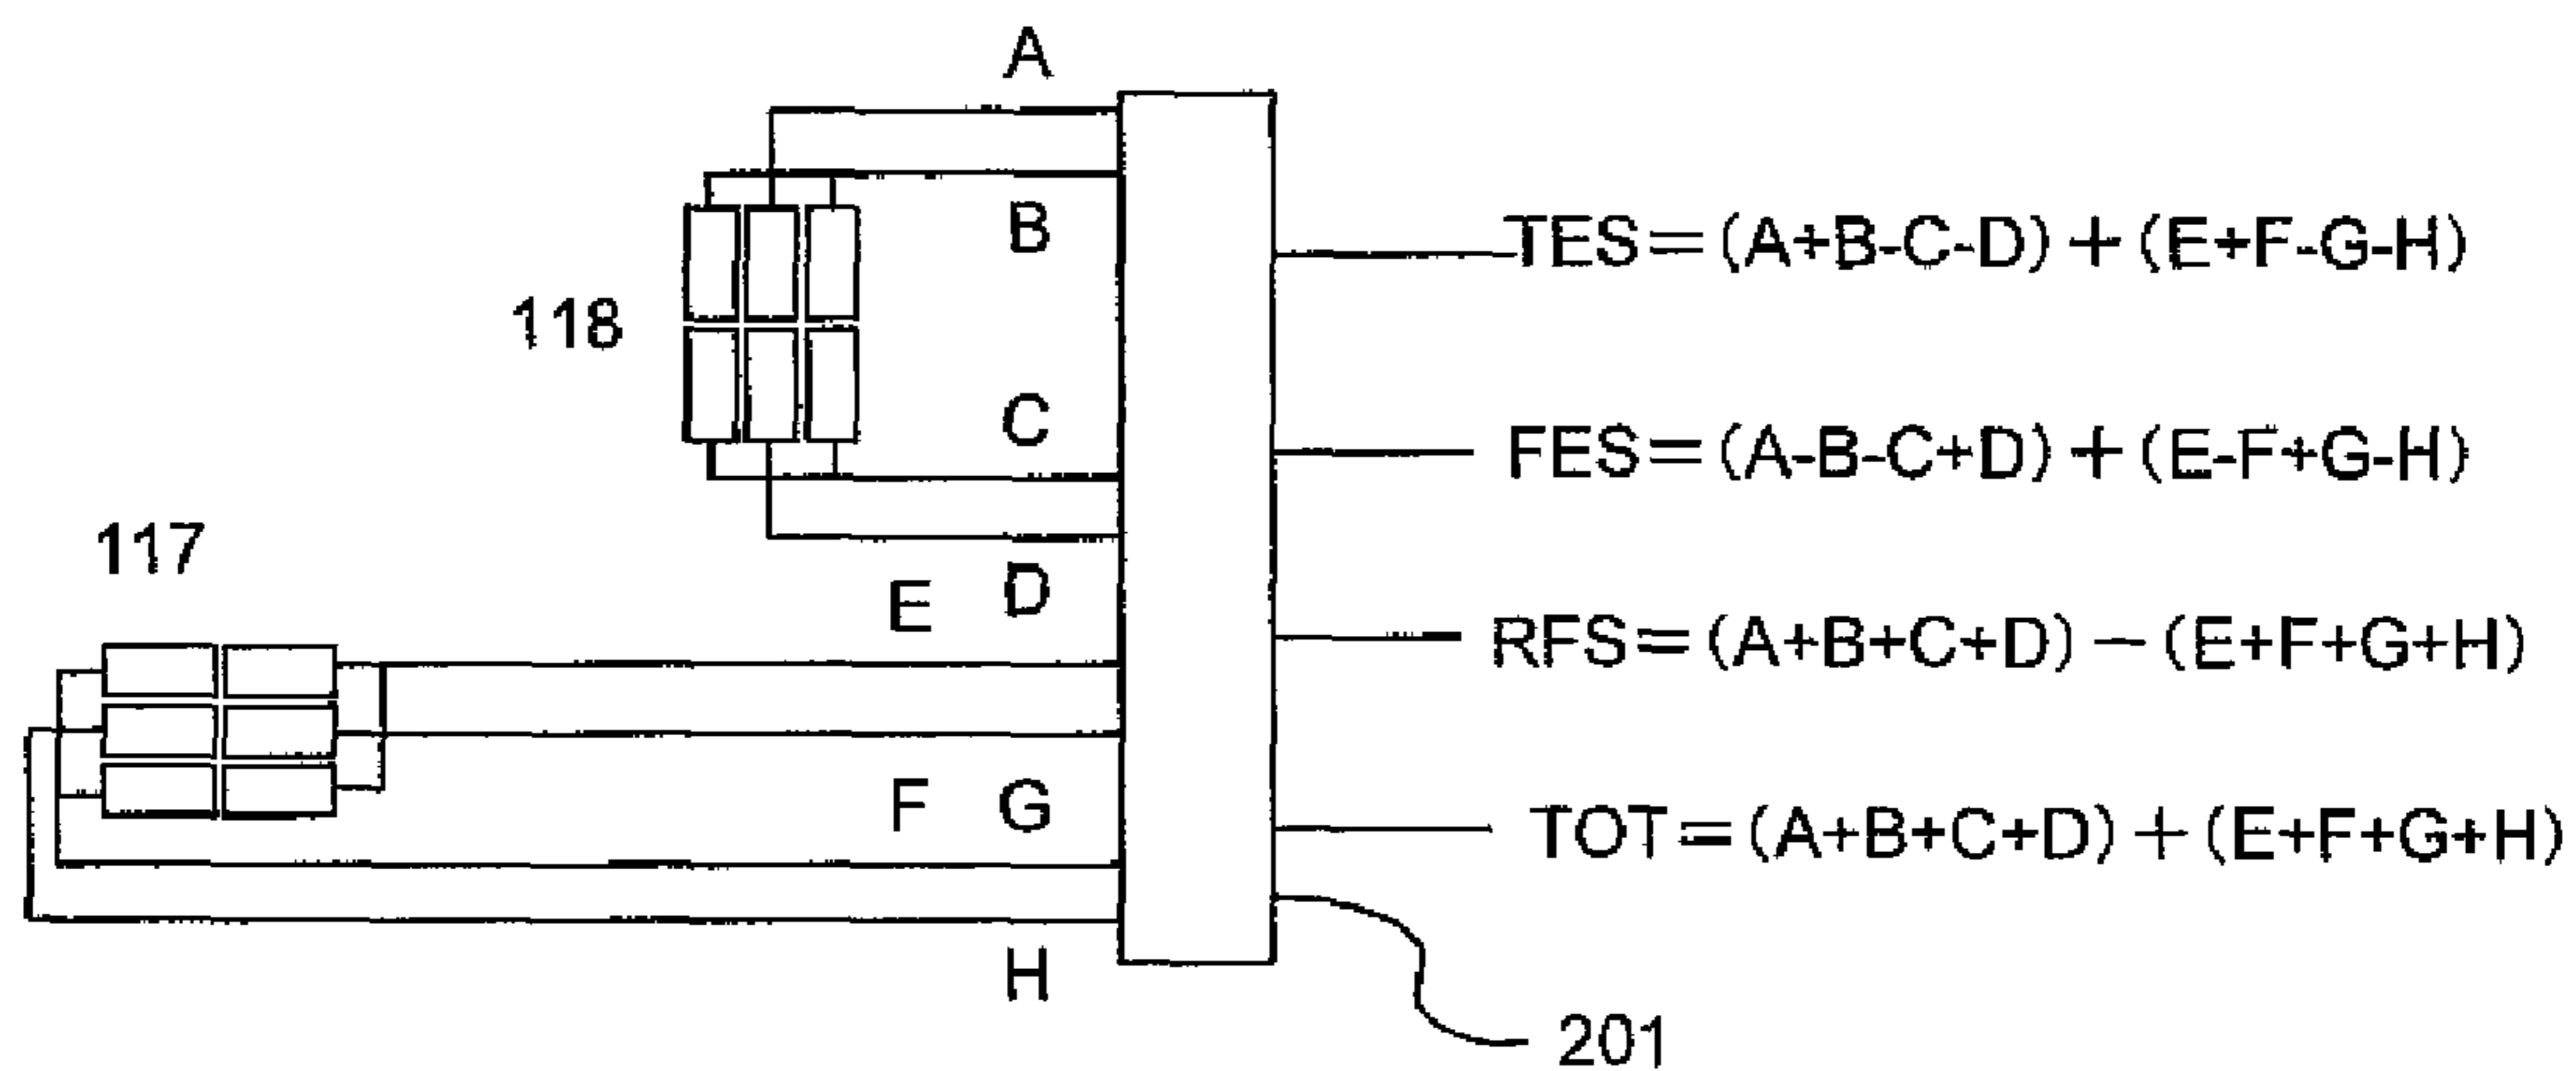 A
B
TES=(A+B-C-D)+(E+F-G-H)
118
C
FES=(A-B-C+D)+(E-F+G-H)
117
E
D
RFS=(A+B+C+D)-(E+F+G+H)
F
G
TOT=(A+B+C+D)+(E+F+G+H)
H
201